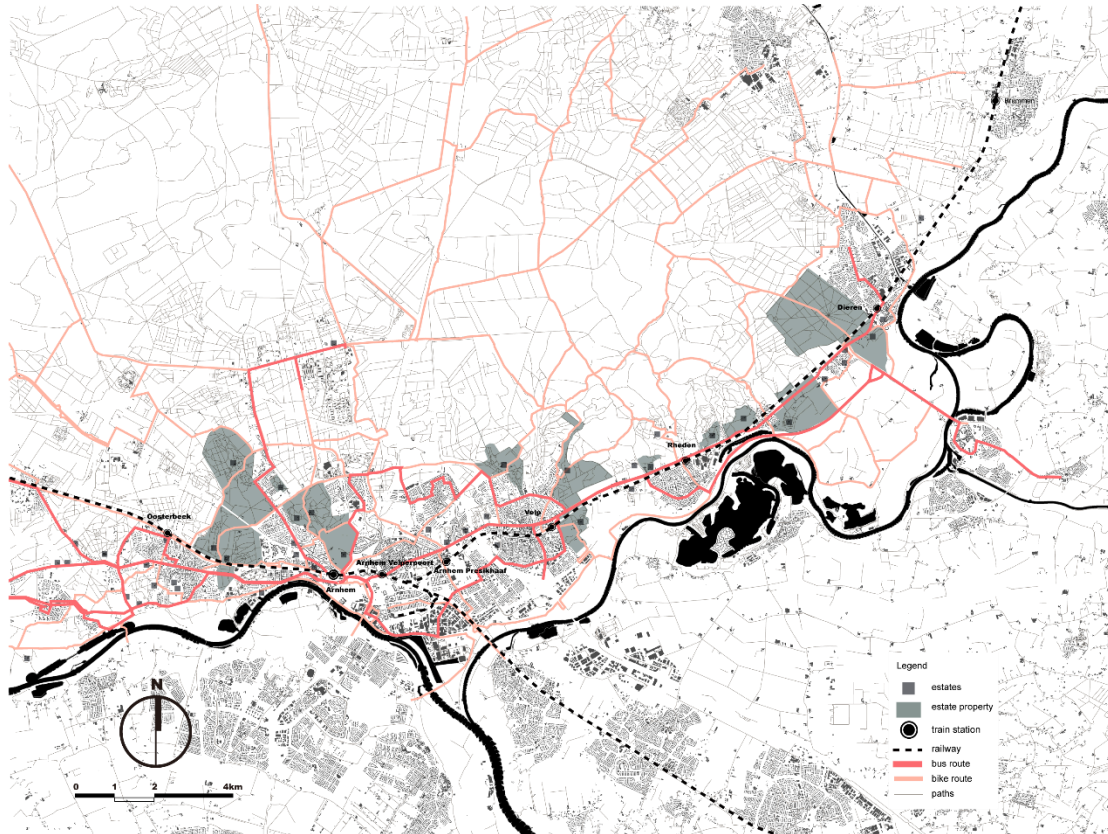 Brummen
Dieren
Rheden
Velp
Oosterbeek
Arnhem Velperpoort
Arnhem Presikhaaf
Arnhem
Legend
estates
estate property
train station
railway
bus route
bike route
paths
N
0 1 2 4km